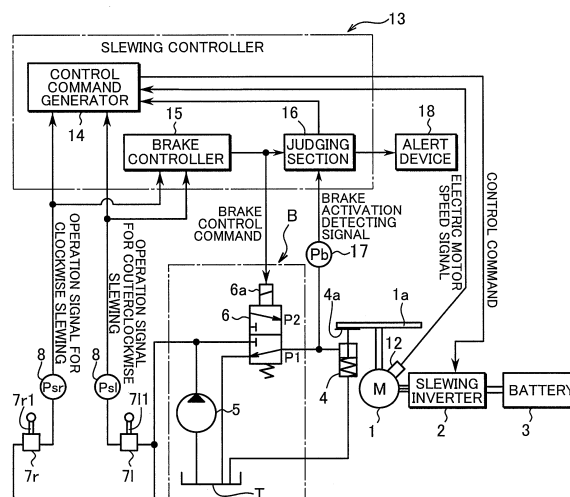 13
SLEWING CONTROLLER
CONTROL
COMMAND
GENERATOR
14
15
BRAKE
CONTROLLER
16
JUDGING
SECTION
18
ALERT
DEVICE
OPERATION SIGNAL FOR
CLOCKWISE SLEWING
OPERATION SIGNAL
FOR COUTERCLOCKWISE
SLEWING
BRAKE
CONTROL
COMMAND
BRAKE
ACTIVATION
DETECTING
SIGNAL
ELECTRIC MOTOR
SPEED SIGNAL
CONTROL COMMAND
B
Pb
17
6a
6
P2
P1
4a
1a
12
8
Psr
8
Psl
7r1
7r
7l1
7l
5
T
4
M
1
SLEWING
INVERTER
2
BATTERY
3